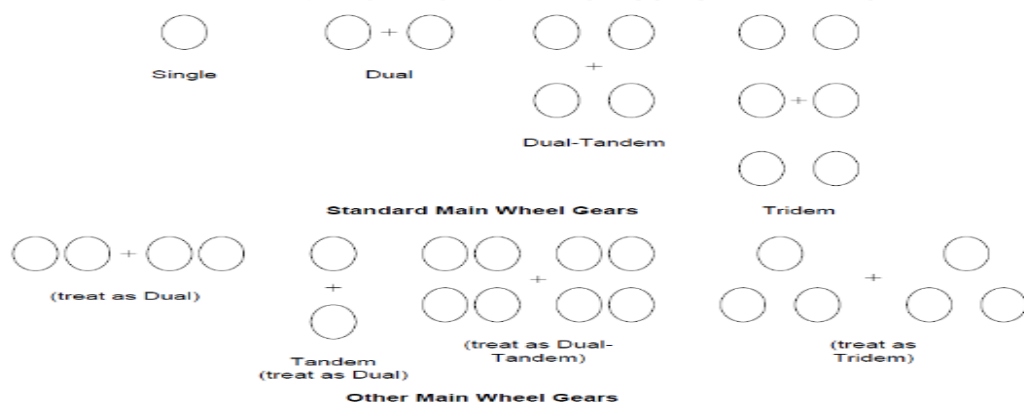 Single
Dual
Dual-Tandem
Tridem
Standard Main Wheel Gears
(treat as Dual)
Tandem
(treat as Dual)
(treat as Dual-
Tandem)
(treat as
Tridem)
Other Main Wheel Gears